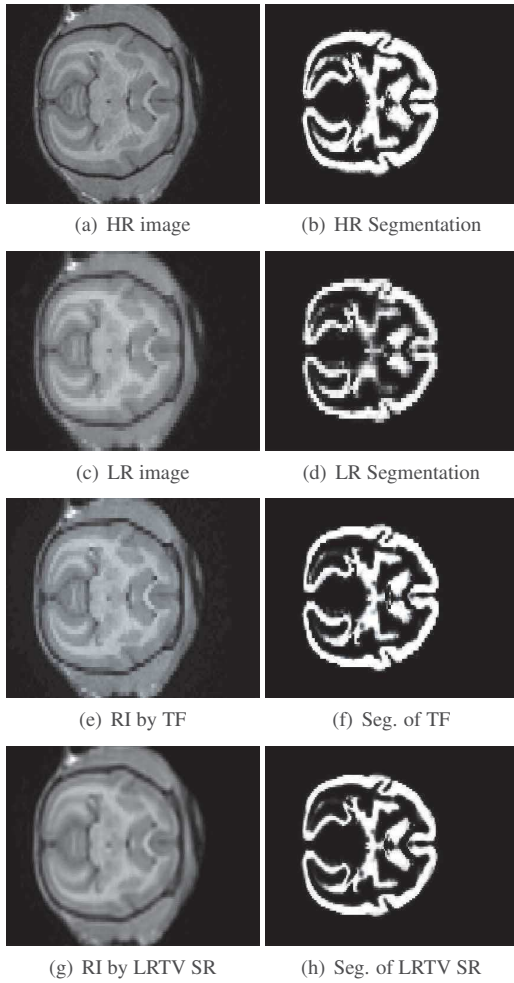 (a) HR image
(b) HR Segmentation
(c) LR image
(d) LR Segmentation
(e) RI by TF
(f) Seg. of TF
(g) RI by LRTV SR
(h) Seg. of LRTV SR